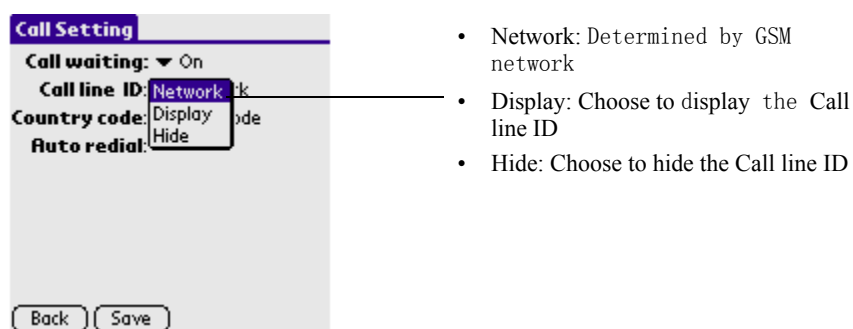 Call Setting
Call waiting: ▾ On
Call line ID: Network
Country code: Display
Hide
Auto redial:
Back Save
• Network: Determined by GSM
network
• Display: Choose to display the Call
line ID
• Hide: Choose to hide the Call line ID